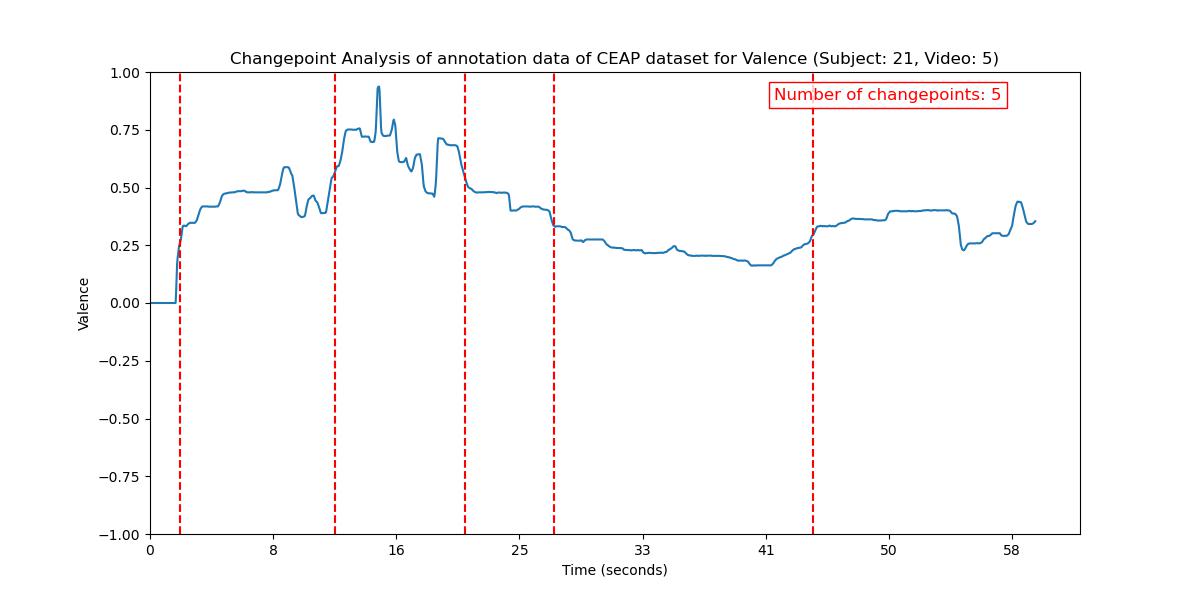 Changepoint Analysis of annotation data of CEAP dataset for Valence (Subject: 21, Video: 5)
Number of changepoints: 5
Valence
1.00
0.75
0.50
0.25
0.00
−0.25
−0.50
−0.75
−1.00
0 8 16 25 33 41 50 58
Time (seconds)